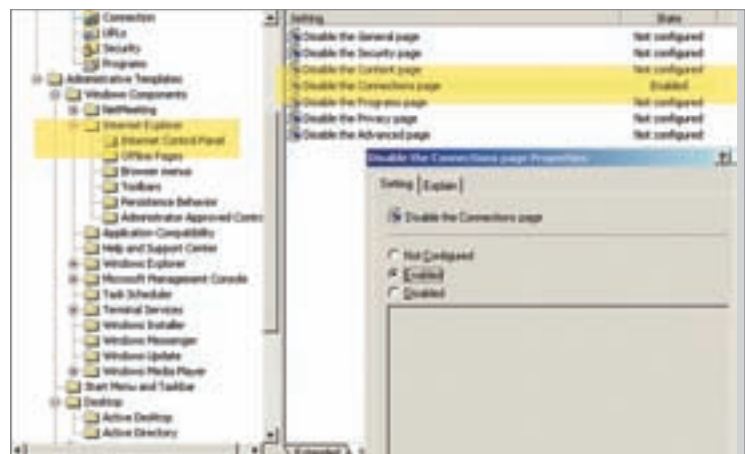 Connection
URLs
Security
Programs
Administrative Templates
Windows Components
NetMeeting
Internet Explorer
Internet Control Panel
Offline Pages
Browser menus
Toolbars
Persistence Behavior
Administrator Approved Contro
Application Compatibility
Help and Support Center
Windows Explorer
Microsoft Management Console
Task Scheduler
Terminal Services
Windows Installer
Windows Messenger
Windows Update
Windows Media Player
Start Menu and Taskbar
Desktop
Active Desktop
Active Directory
Setting State
Disable the General page Not configured
Disable the Security page Not configured
Disable the Content page Not configured
Disable the Connections page Enabled
Disable the Programs page Not configured
Disable the Privacy page Not configured
Disable the Advanced page Not configured
Disable the Connections page Properties
Setting Explain
Disable the Connections page
Not Configured
Enabled
Disabled
Extended